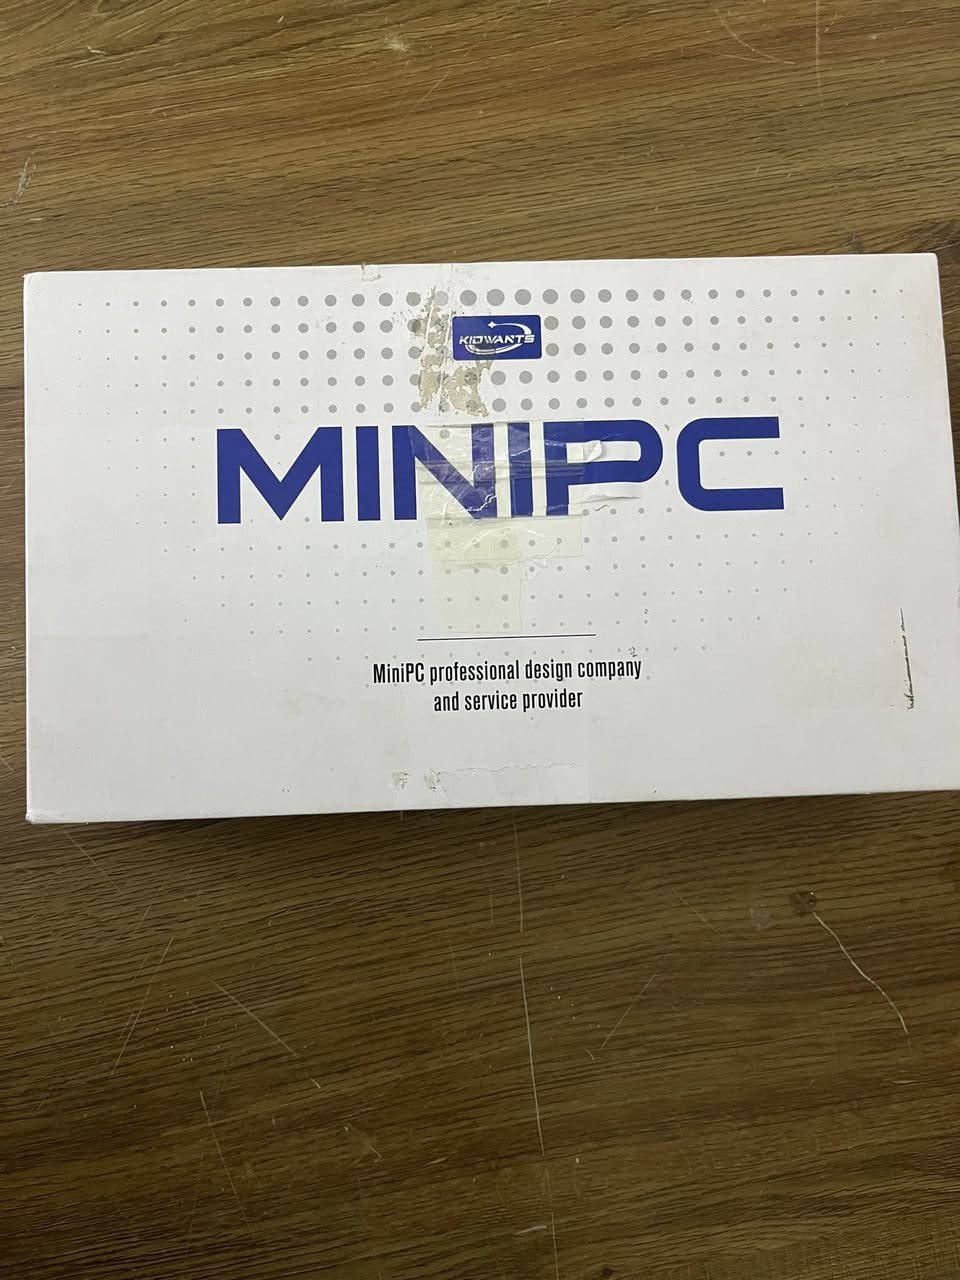 KIDWANTS
MINIPC
MiniPC professional design company
and service provider